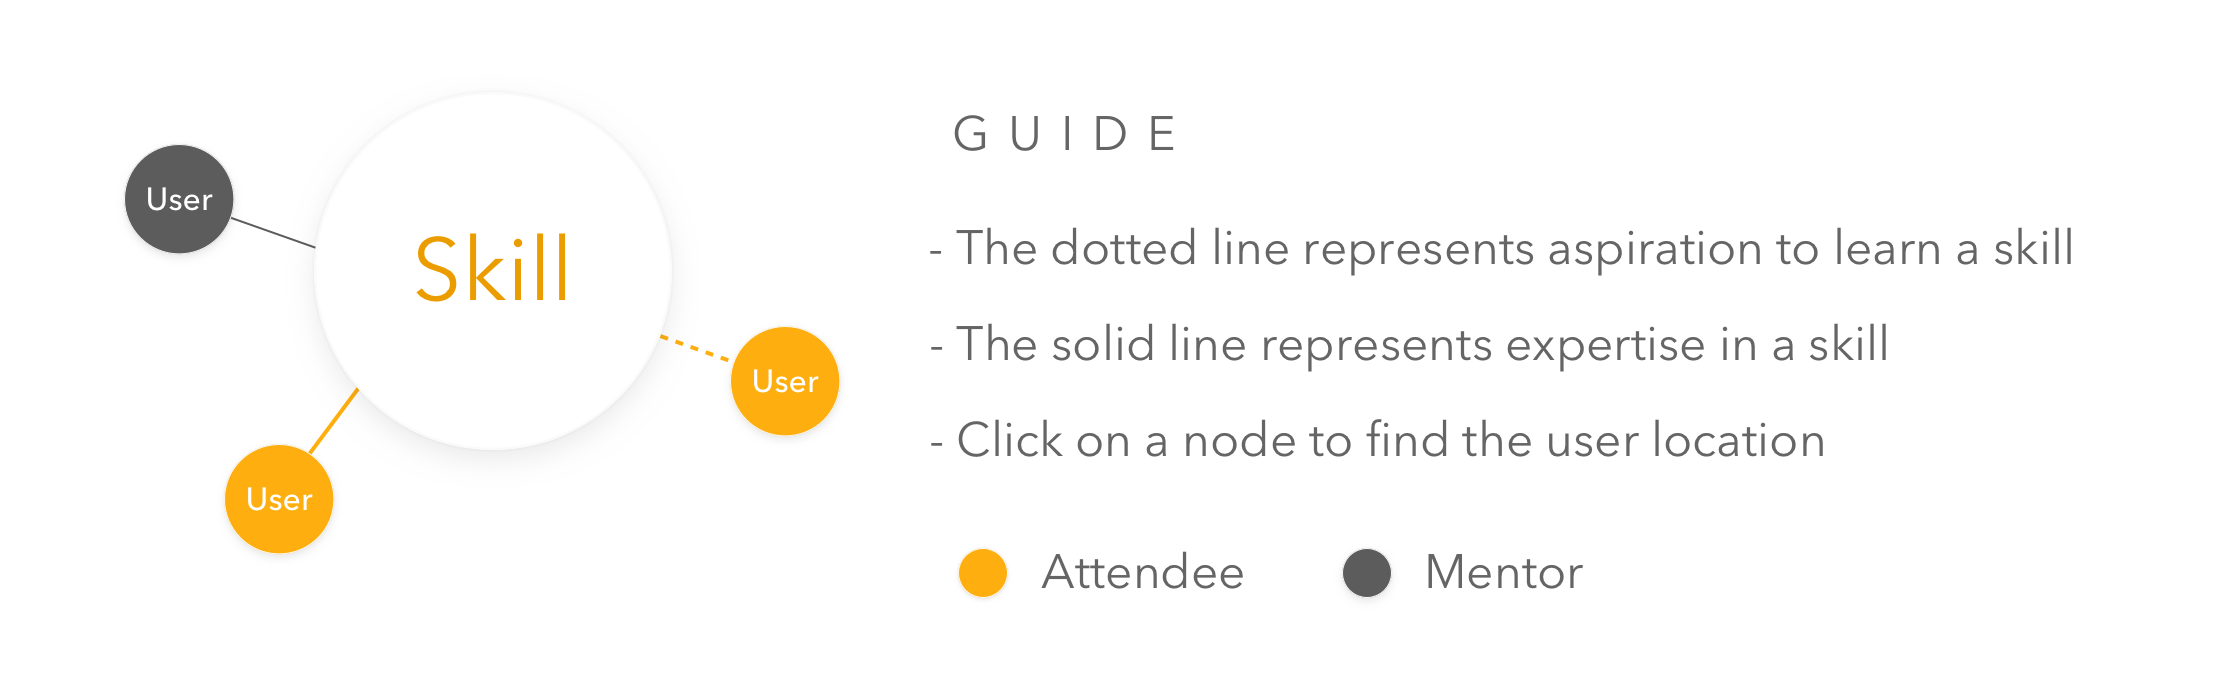 User
Skill
User
User
G U I D E
- The dotted line represents aspiration to learn a skill
- The solid line represents expertise in a skill
- Click on a node to find the user location
Attendee
Mentor